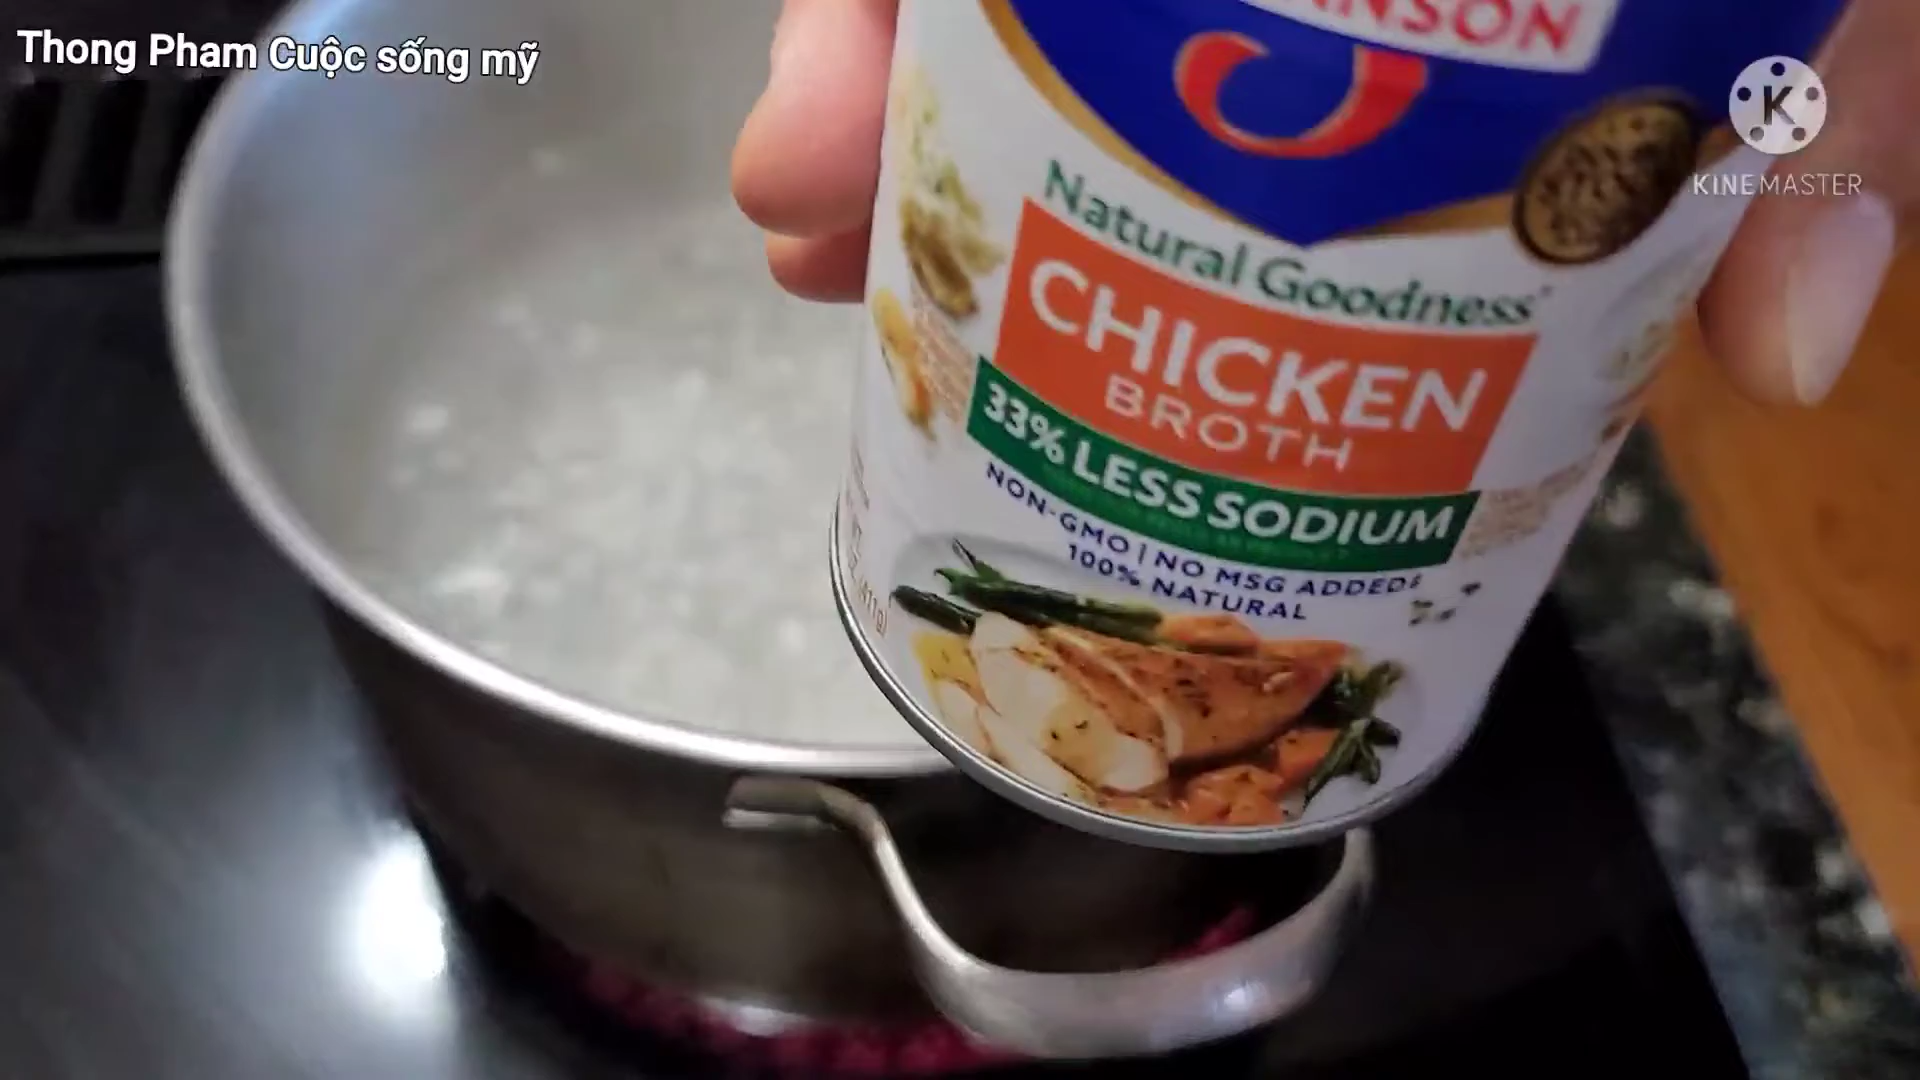 Thong Pham Cuộc sống mỹ
KINEMASTER
Natural Goodness
CHICKEN
BROTH
33% LESS SODIUM
NON-GMO | NO MSG ADDED
100% NATURAL
(411g)